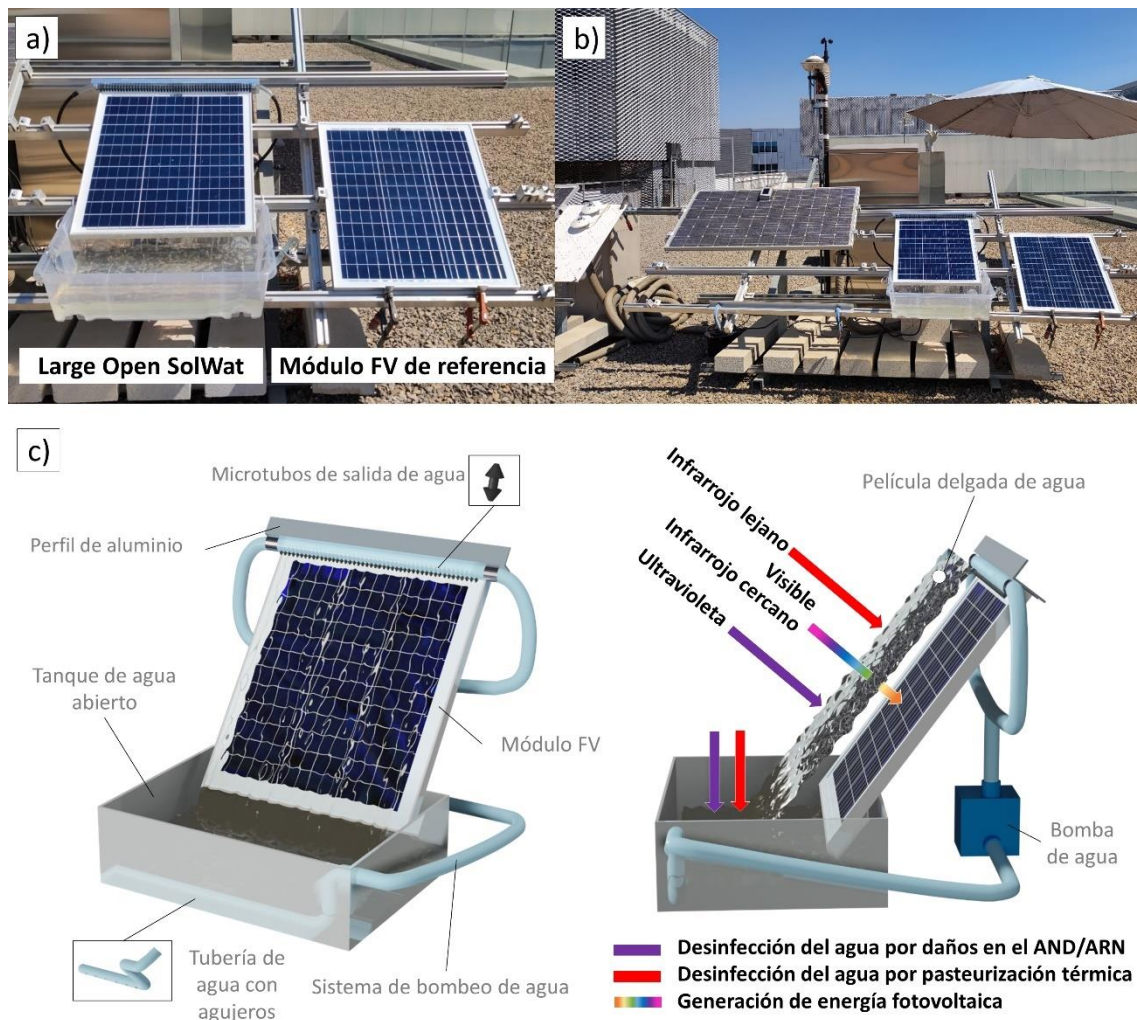 a)
Large Open SolWat
Módulo FV de referencia
b)
c)
Microtubos de salida de agua
Perfil de aluminio
Tanque de agua
abierto
Módulo FV
Tubería de
agua con
agujeros
Sistema de bombeo de agua
Infrarrojo lejano
Infrarrojo cercano
Visible
Ultravioleta
Película delgada de agua
Bomba
de agua
Desinfección del agua por daños en el AND/ARN
Desinfección del agua por pasteurización térmica
Generación de energía fotovoltaica